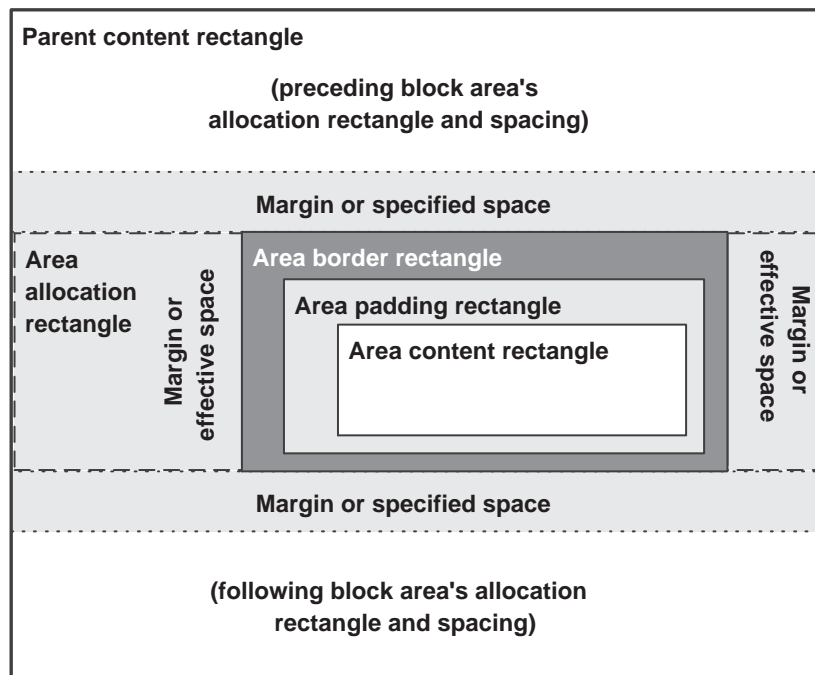 Parent content rectangle
(preceding block area's
allocation rectangle and spacing)
Margin or specified space
Area
allocation
rectangle
Margin or
effective space
Area border rectangle
Area padding rectangle
Area content rectangle
Margin or
effective space
Margin or specified space
(following block area's allocation
rectangle and spacing)